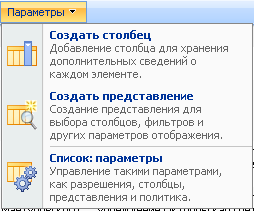 Параметры
Создать столбец
Добавление столбца для хранения
дополнительных сведений о
каждом элементе.
Создать представление
Создание представления для
выбора столбцов, фильтров и
других параметров отображения.
Список: параметры
Управление такими параметрами,
как разрешения, столбцы,
представления и политика.